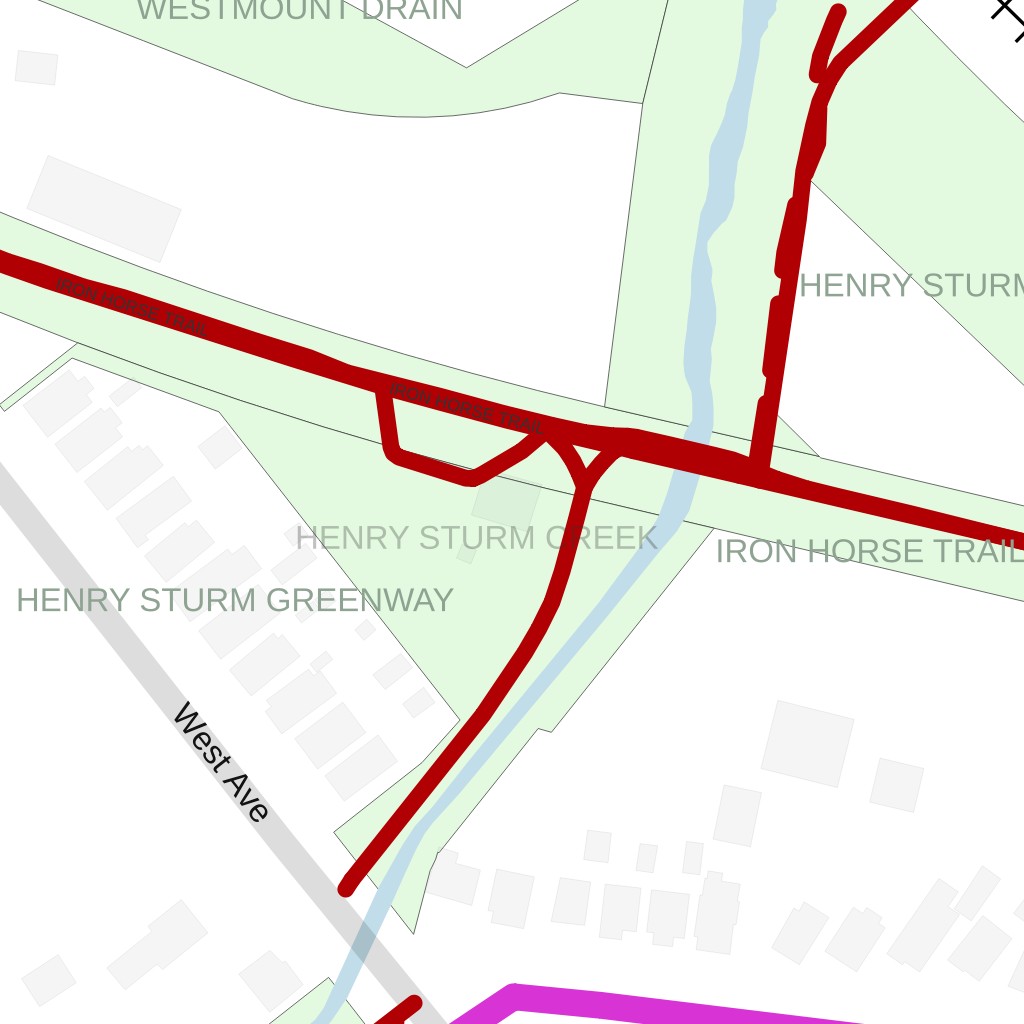 WESTMOUNT DRAIN
HENRY STURM
IRON HORSE TRAIL
IRON HORSE TRAIL
HENRY STURM CREEK
IRON HORSE TRAIL
HENRY STURM GREENWAY
West Ave